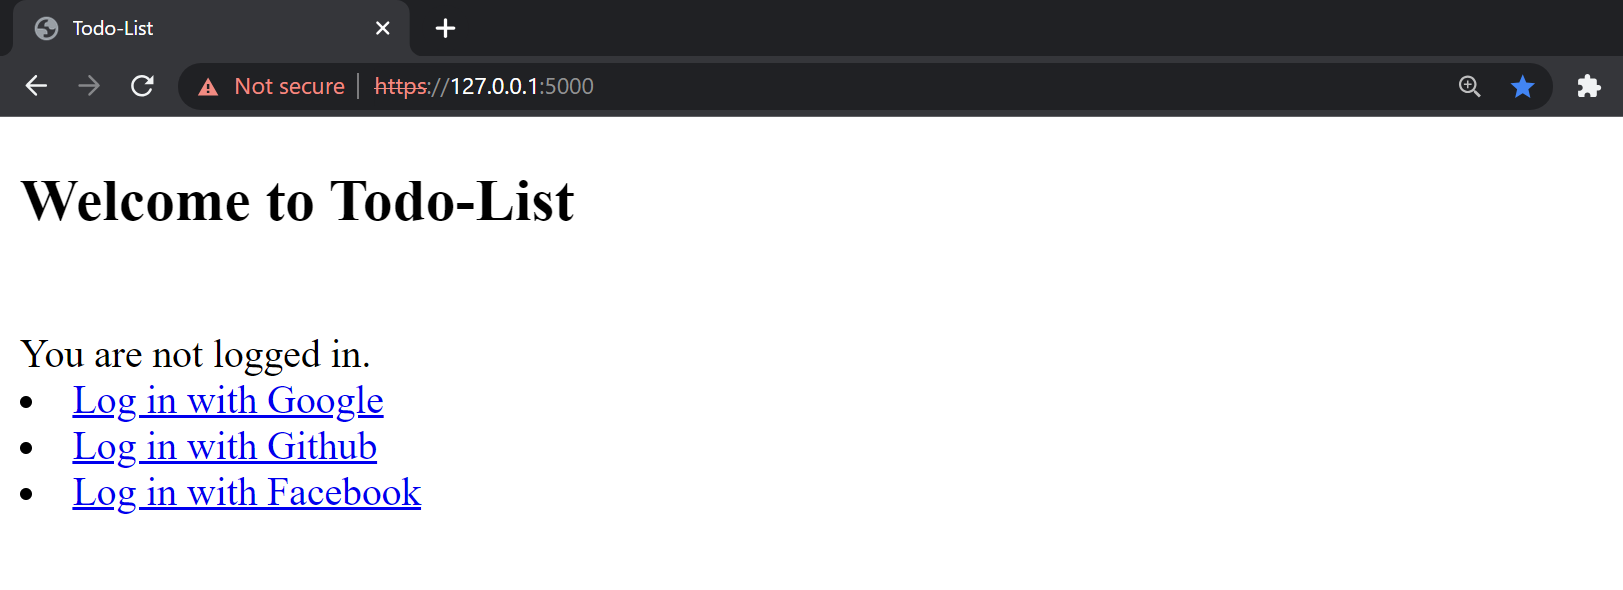 Todo-List
Not secure | https://127.0.0.1:5000
Welcome to Todo-List
You are not logged in.
Log in with Google
Log in with Github
Log in with Facebook